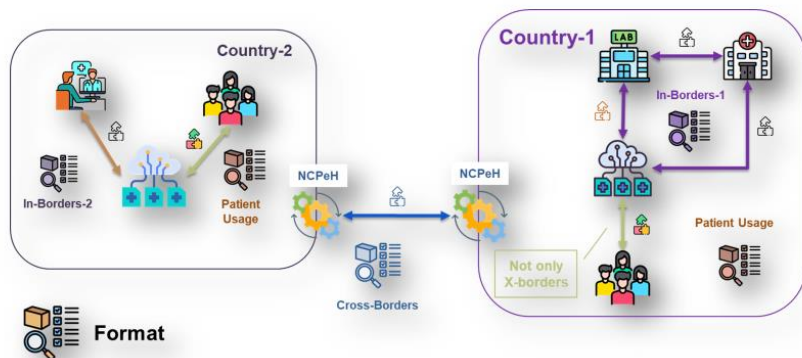 Country-2
In-Borders-2
Patient
Usage
NCPeH
Cross-Borders
NCPeH
Country-1
LAB
In-Borders-1
Patient Usage
Not only
X-borders
Format